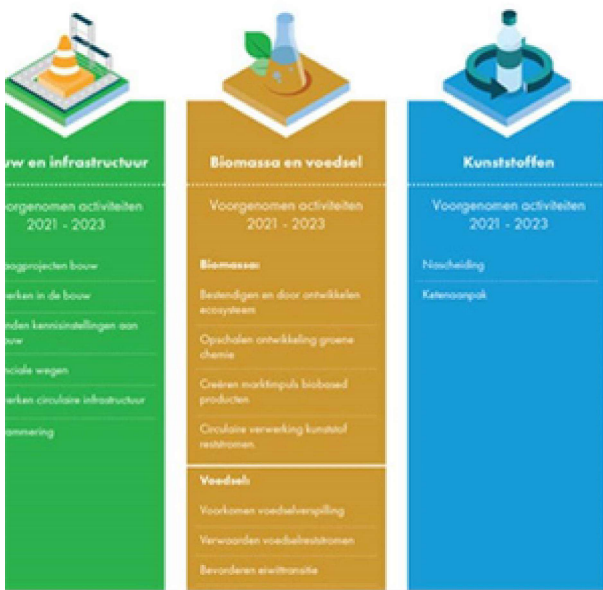 uw en infrastructuur
oorgenomen activiteiten
2021 - 2023
aagprojecten bouw
erken in de bouw
nden kennisinstellingen aan
ouw
nciale wegen
erken circulaire infrastructuur
ammering
Biomassa en voedsel
Voorgenomen activiteiten
2021 - 2023
Biomassa:
Bestendigen en door ontwikkelen
ecosysteem
Opschalen ontwikkeling groene
chemie
Creëren marktimpuls biobased
producten
Circulaire verwerking kunststof
reststromen.
Voedsel:
Voorkomen voedselverspilling
Verwaarden voedselreststromen
Bevorderen eiwittransitie
Kunststoffen
Voorgenomen activiteiten
2021 - 2023
Nascheiding
Ketenaanpak